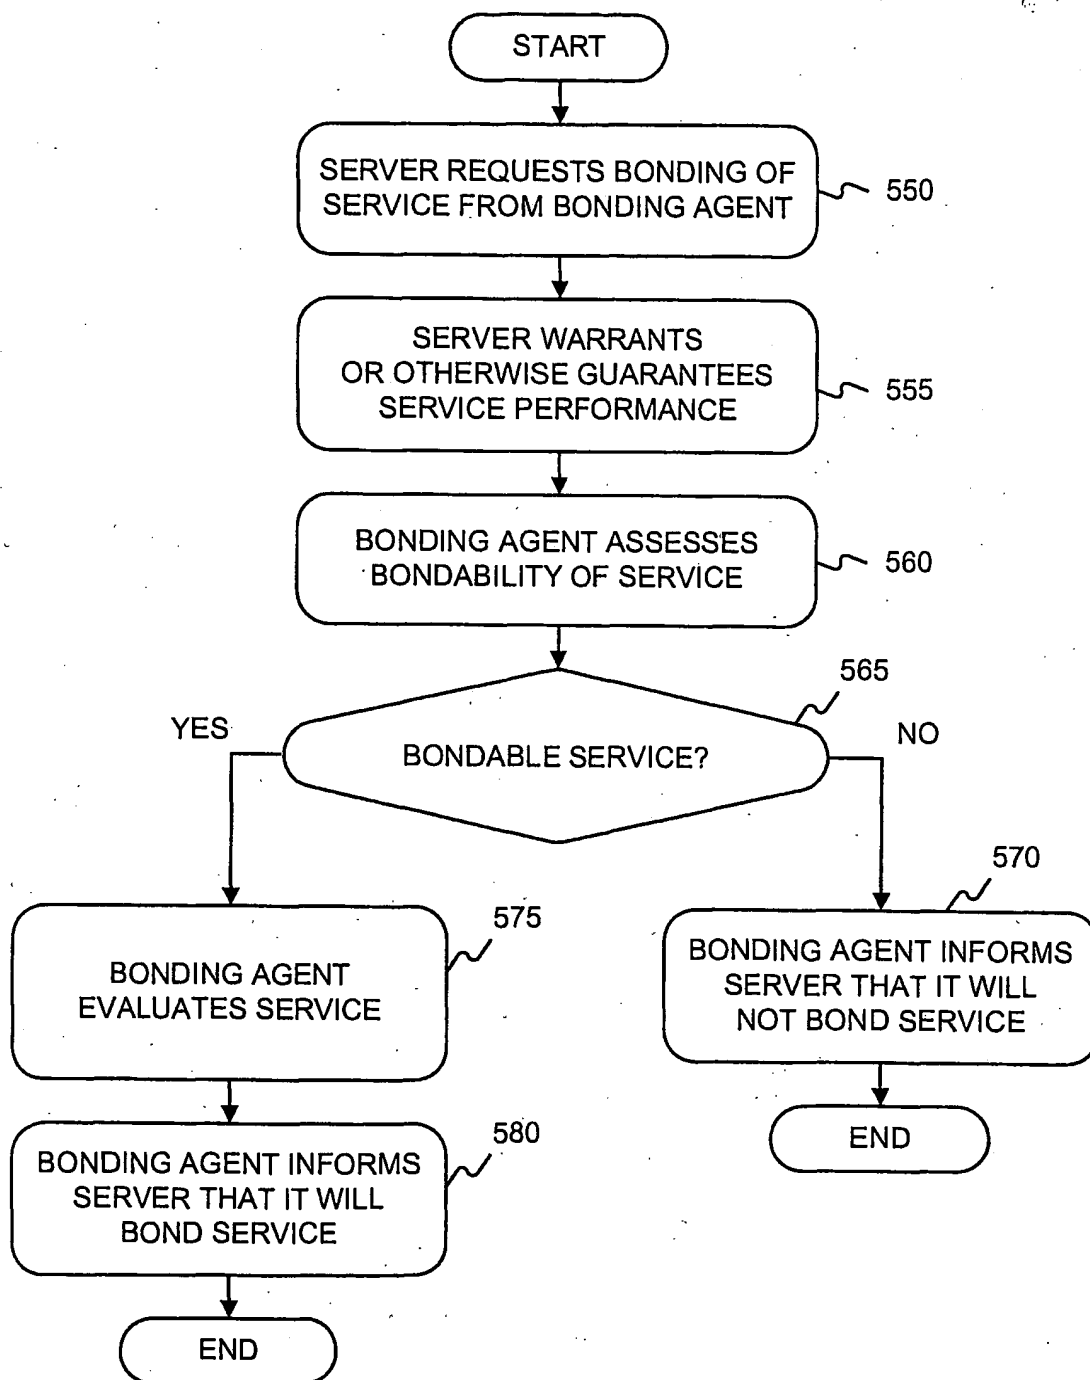 START
SERVER REQUESTS BONDING OF
SERVICE FROM BONDING AGENT
550
SERVER WARRANTS
OR OTHERWISE GUARANTEES
SERVICE PERFORMANCE
555
BONDING AGENT ASSESSES
BONDABILITY OF SERVICE
560
565
YES
BONDABLE SERVICE?
NO
575
BONDING AGENT
EVALUATES SERVICE
570
BONDING AGENT INFORMS
SERVER THAT IT WILL
NOT BOND SERVICE
580
BONDING AGENT INFORMS
SERVER THAT IT WILL
BOND SERVICE
END
END